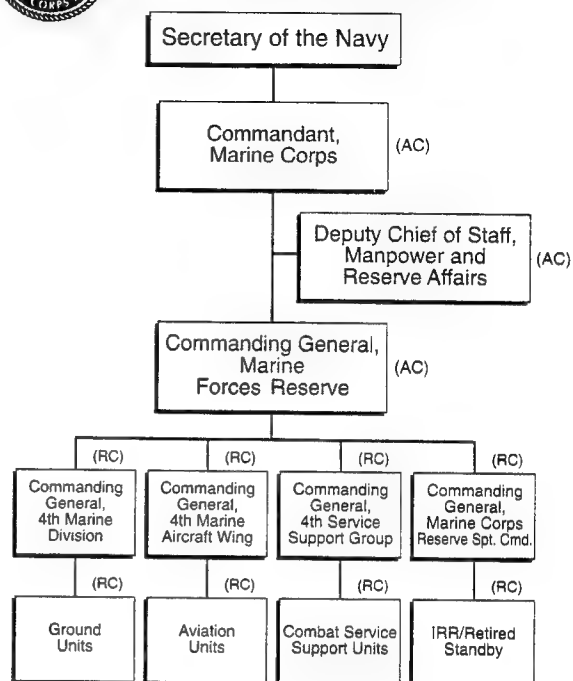 CORPS
Secretary of the Navy
Commandant,
Marine Corps
(AC)
Deputy Chief of Staff,
Manpower and
Reserve Affairs
(AC)
Commanding General,
Marine
Forces Reserve
(AC)
(RC)
(RC)
(RC)
(RC)
Commanding
General,
4th Marine
Division
Commanding
General,
4th Marine
Aircraft Wing
Commanding
General,
4th Service
Support Group
Commanding
General,
Marine Corps
Reserve Spt. Cmd.
(RC)
(RC)
(RC)
(RC)
Ground
Units
Aviation
Units
Combat Service
Support Units
IRR/Retired
Standby